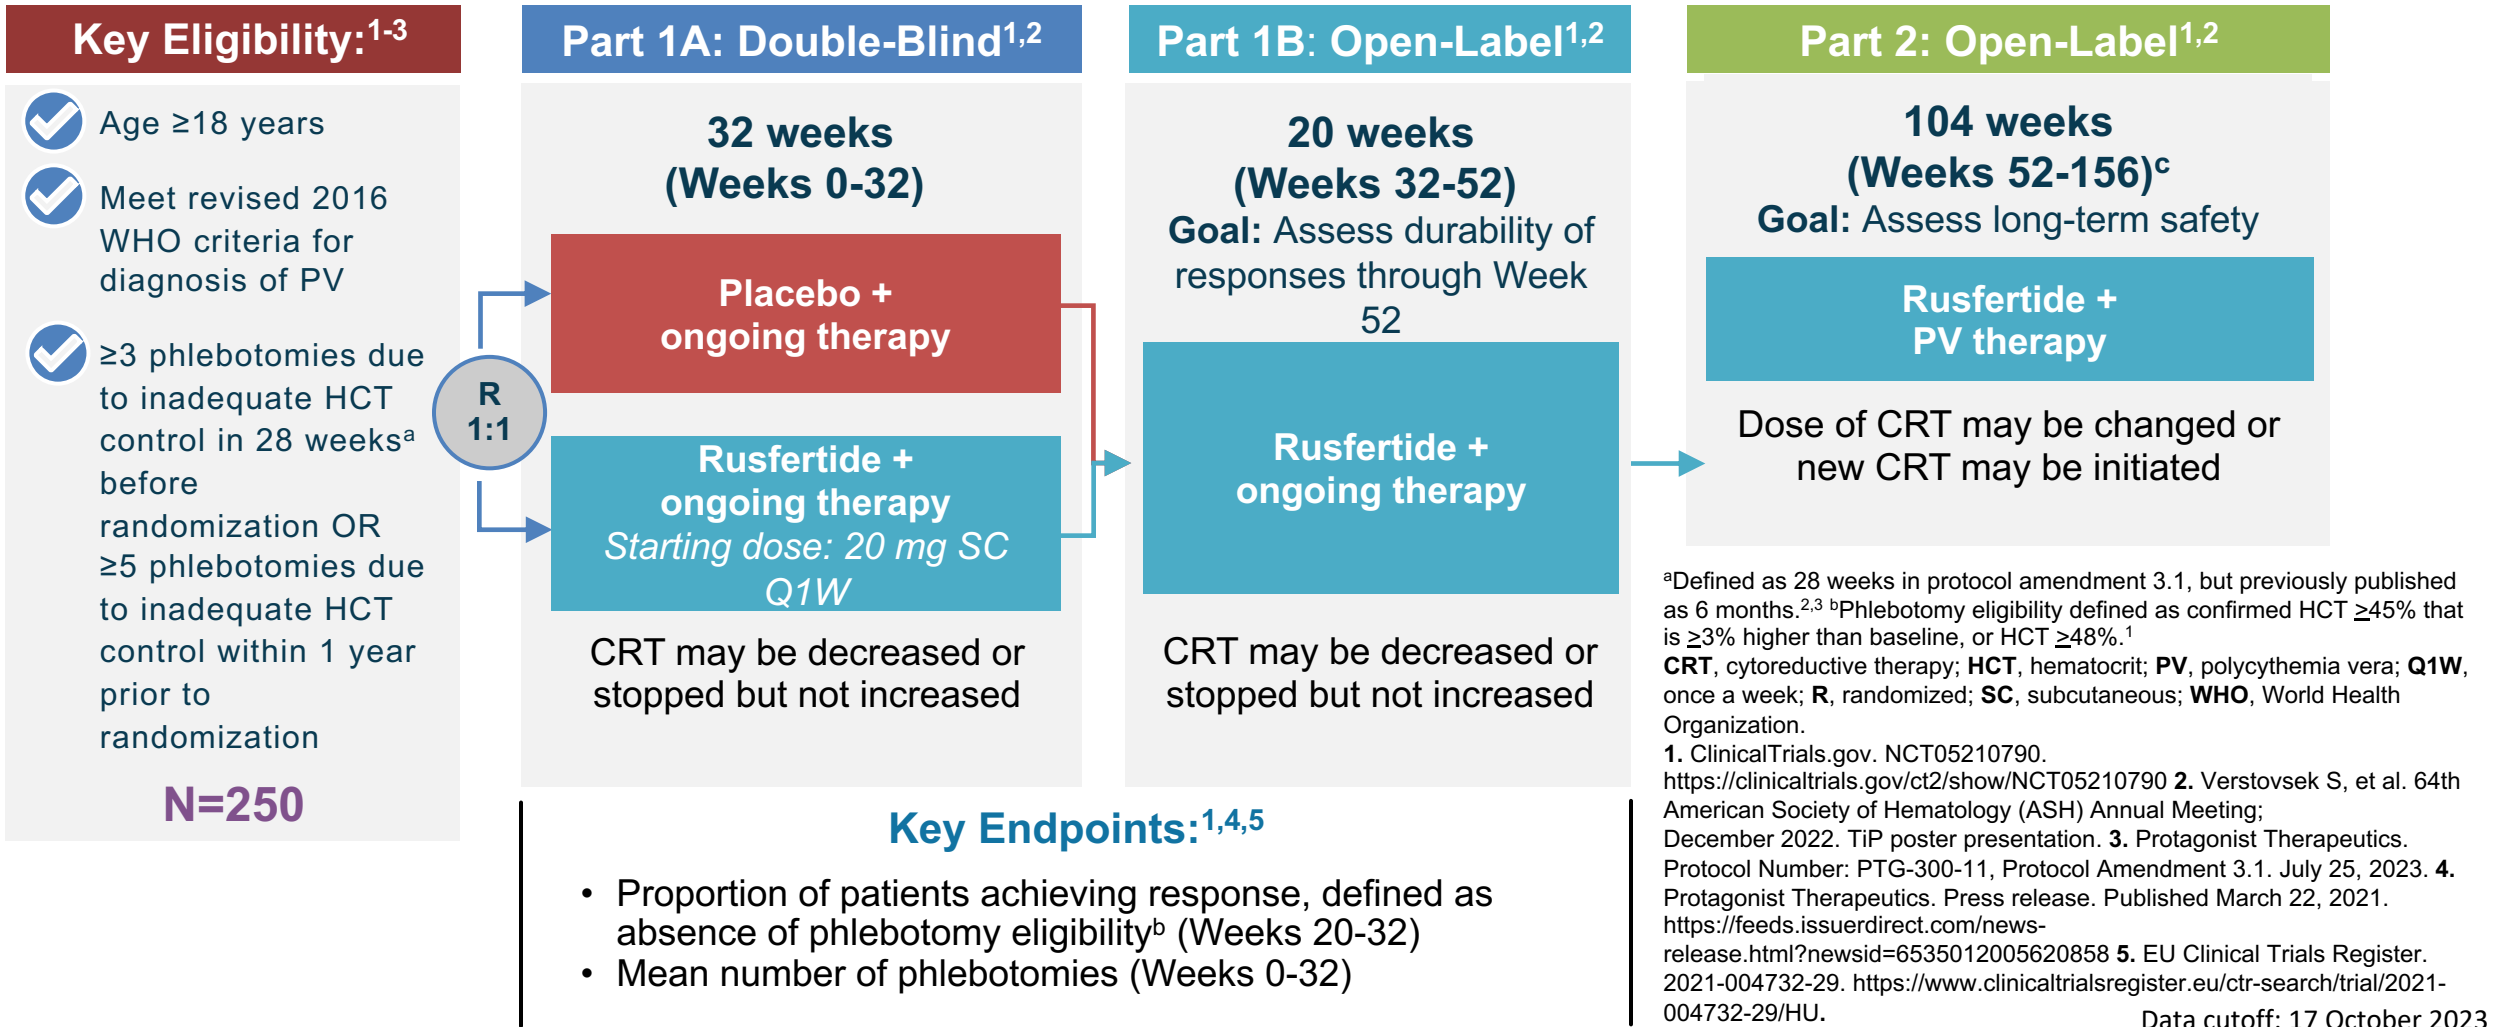 Key Eligibility:1-3
Age ≥18 years
Meet revised 2016
WHO criteria for
diagnosis of PV
≥3 phlebotomies due
to inadequate HCT
control in 28 weeksa
before
randomization OR
≥5 phlebotomies due
to inadequate HCT
control within 1 year
prior to
randomization
N=250
R
1:1
Part 1A: Double-Blind1,2
32 weeks
(Weeks 0-32)
Placebo +
ongoing therapy
Rusfertide +
ongoing therapy
Starting dose: 20 mg SC
Q1W
CRT may be decreased or
stopped but not increased
Part 1B: Open-Label1,2
20 weeks
(Weeks 32-52)
Goal: Assess durability of
responses through Week
52
Rusfertide +
ongoing therapy
CRT may be decreased or
stopped but not increased
Part 2: Open-Label1,2
104 weeks
(Weeks 52-156)c
Goal: Assess long-term safety
Rusfertide +
PV therapy
Dose of CRT may be changed or
new CRT may be initiated
Key Endpoints:1,4,5
• Proportion of patients achieving response, defined as
absence of phlebotomy eligibilityb (Weeks 20-32)
• Mean number of phlebotomies (Weeks 0-32)
aDefined as 28 weeks in protocol amendment 3.1, but previously published
as 6 months.2,3 bPhlebotomy eligibility defined as confirmed HCT ≥45% that
is ≥3% higher than baseline, or HCT ≥48%.1
CRT, cytoreductive therapy; HCT, hematocrit; PV, polycythemia vera; Q1W,
once a week; R, randomized; SC, subcutaneous; WHO, World Health
Organization.
1. ClinicalTrials.gov. NCT05210790.
https://clinicaltrials.gov/ct2/show/NCT05210790 2. Verstovsek S, et al. 64th
American Society of Hematology (ASH) Annual Meeting;
December 2022. TiP poster presentation. 3. Protagonist Therapeutics.
Protocol Number: PTG-300-11, Protocol Amendment 3.1. July 25, 2023. 4.
Protagonist Therapeutics. Press release. Published March 22, 2021.
https://feeds.issuerdirect.com/news-
release.html?newsid=6535012005620858 5. EU Clinical Trials Register.
2021-004732-29. https://www.clinicaltrialsregister.eu/ctr-search/trial/2021-
004732-29/HU.
Data cutoff: 17 October 2023